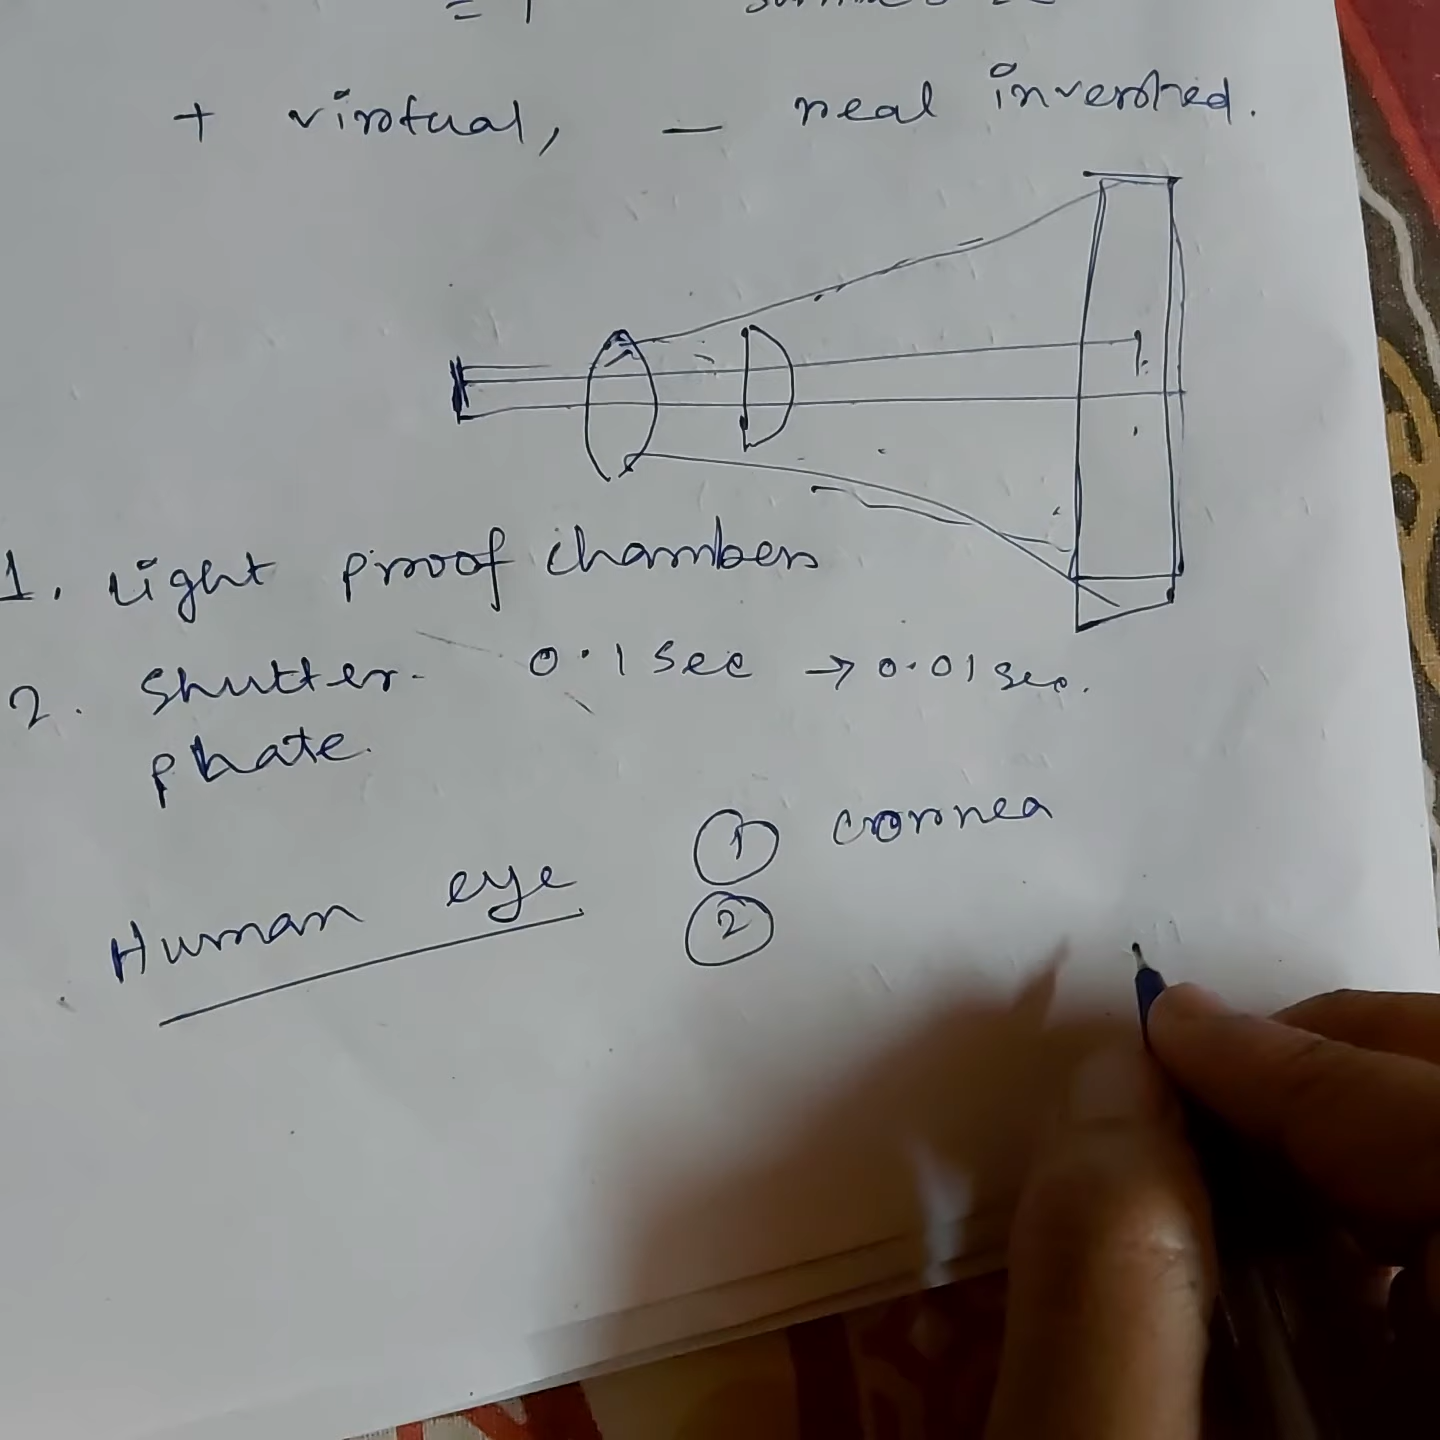 = 1
+ virtual, - real inverted.
1. Light proof chamber
2. Shutter. 0.1 sec → 0.01 sec.
plate.
Human eye
① cornea
②